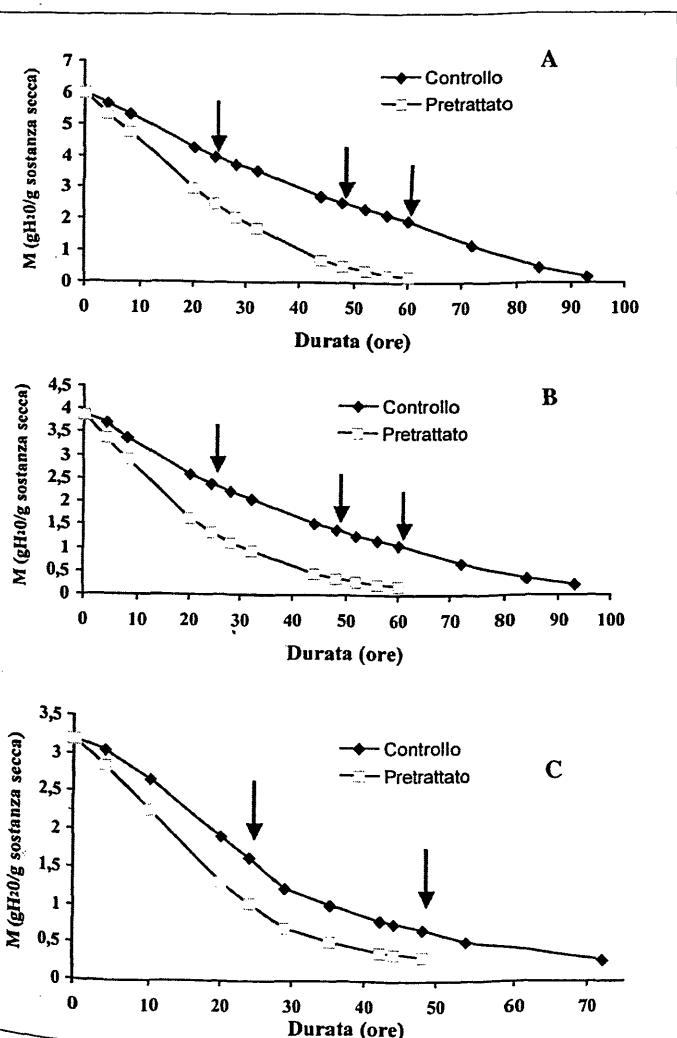 A
7
6
5
4
3
2
1
0
M (gH20/g sostanza secca)
Controllo
Pretrattato
0 10 20 30 40 50 60 70 80 90 100
Durata (ore)
B
4,5
4
3,5
3
2,5
2
1,5
1
0,5
0
M (gH20/g sostanza secca)
Controllo
Pretrattato
0 10 20 30 40 50 60 70 80 90 100
Durata (ore)
C
3,5
3
2,5
2
1,5
1
0,5
0
M (gH20/g sostanza secca)
Controllo
Pretrattato
0 10 20 29 39 50 60 70
Durata (ore)